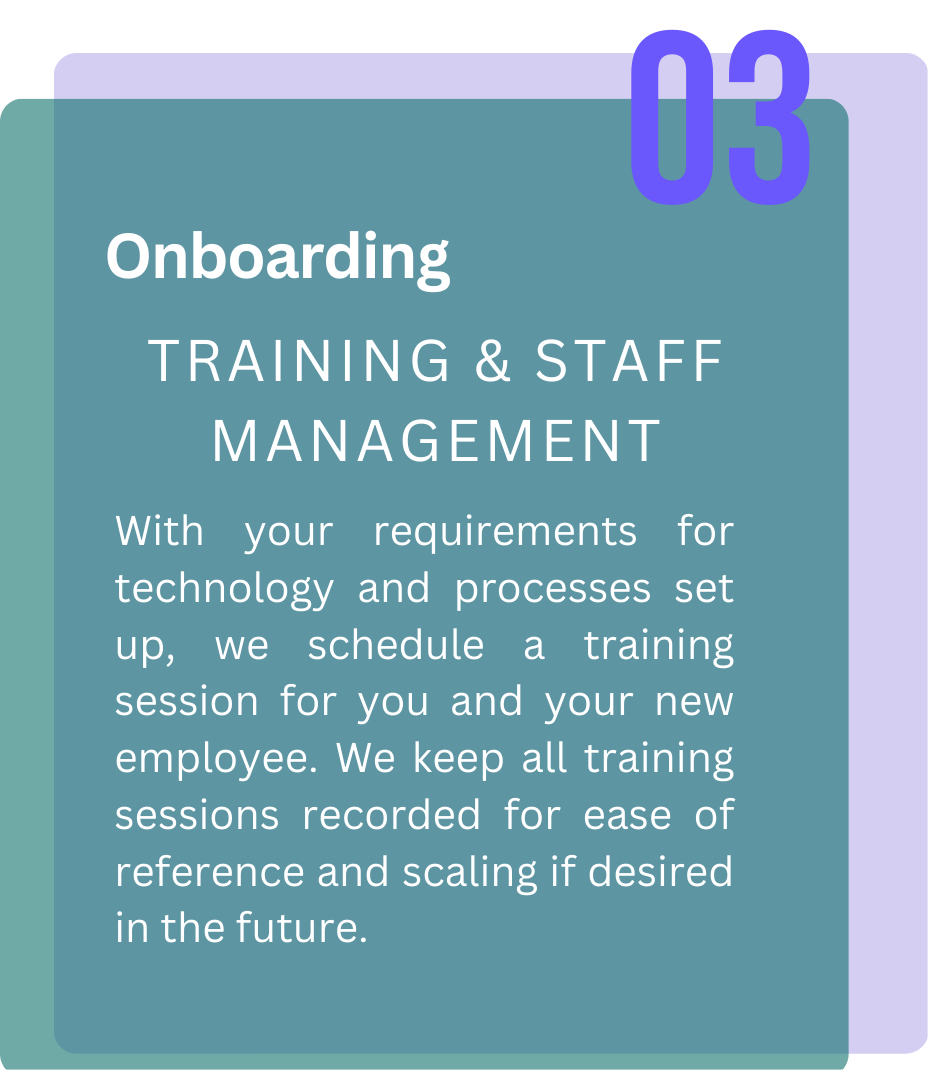 03
Onboarding
TRAINING & STAFF
MANAGEMENT
With your requirements for
technology and processes set
up, we schedule a training
session for you and your new
employee. We keep all training
sessions recorded for ease of
reference and scaling if desired
in the future.